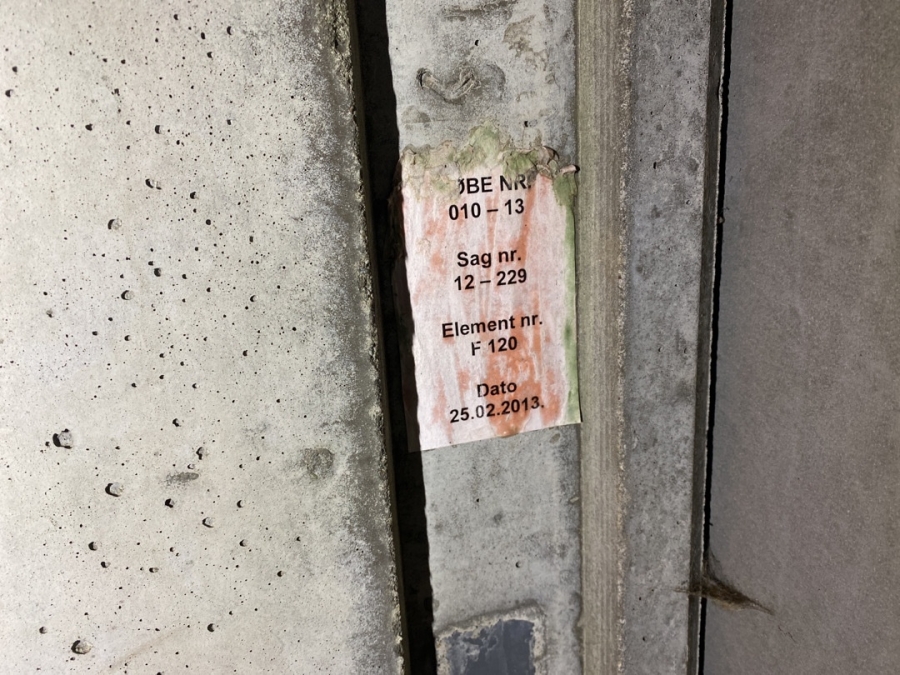 ØBE NR.
010 – 13
Sag nr.
12 – 229
Element nr.
F 120
Dato
25.02.2013.